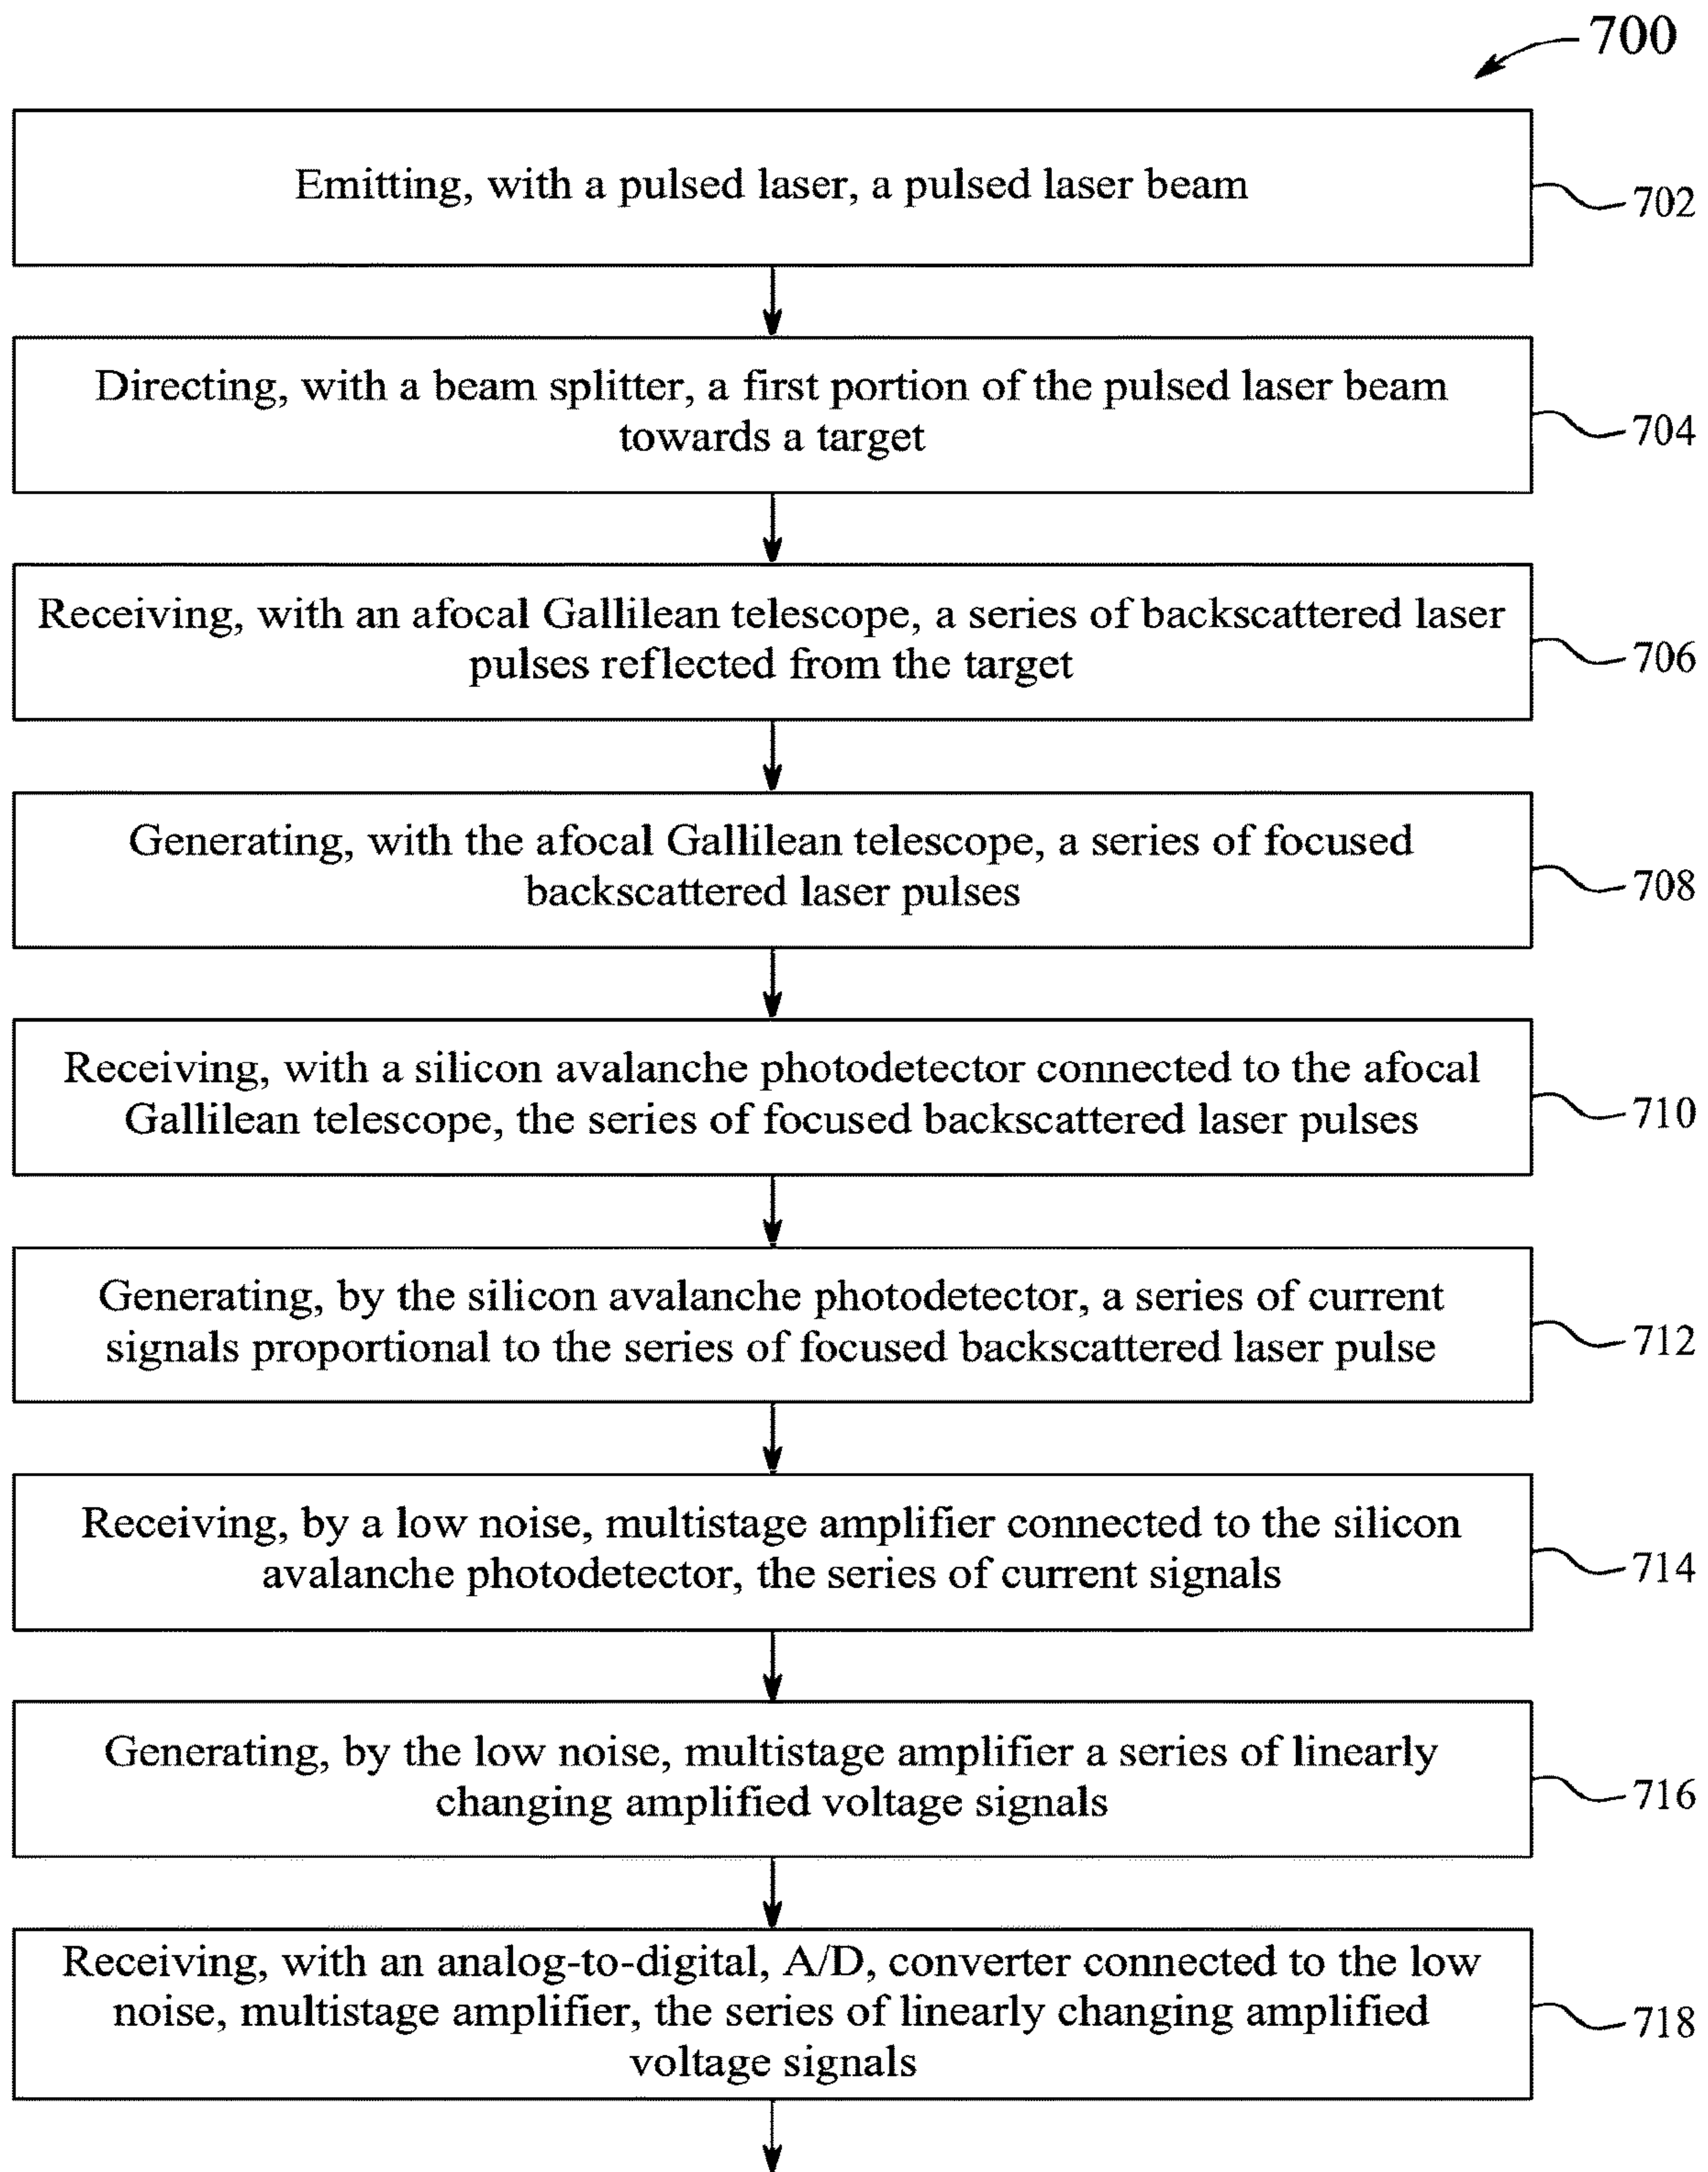 700
Emitting, with a pulsed laser, a pulsed laser beam
702
Directing, with a beam splitter, a first portion of the pulsed laser beam
towards a target
704
Receiving, with an afocal Gallilean telescope, a series of backscattered laser
pulses reflected from the target
706
Generating, with the afocal Gallilean telescope, a series of focused
backscattered laser pulses
708
Receiving, with a silicon avalanche photodetector connected to the afocal
Gallilean telescope, the series of focused backscattered laser pulses
710
Generating, by the silicon avalanche photodetector, a series of current
signals proportional to the series of focused backscattered laser pulse
712
Receiving, by a low noise, multistage amplifier connected to the silicon
avalanche photodetector, the series of current signals
714
Generating, by the low noise, multistage amplifier a series of linearly
changing amplified voltage signals
716
Receiving, with an analog-to-digital, A/D, converter connected to the low
noise, multistage amplifier, the series of linearly changing amplified
voltage signals
718